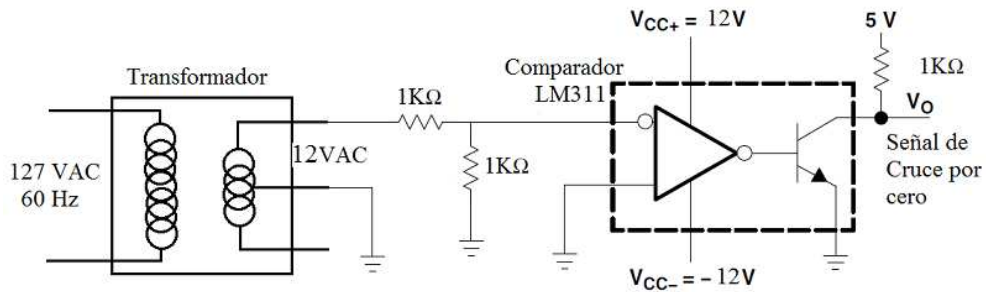 Transformador
127 VAC
60 Hz
12VAC
1KΩ
1KΩ
Comparador
LM311
VCC+ = 12V
VCC- = - 12V
5 V
1KΩ
VO
Señal de
Cruce por
cero